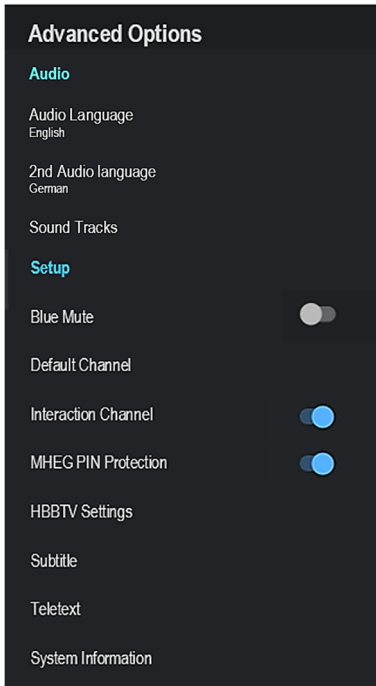 Advanced Options
Audio
Audio Language
English
2nd Audio language
German
Sound Tracks
Setup
Blue Mute
Default Channel
Interaction Channel
MHEG PIN Protection
HBBTV Settings
Subtitle
Teletext
System Information